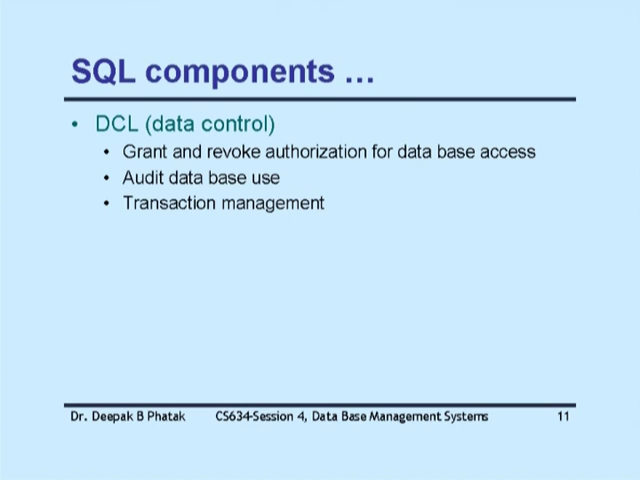 SQL components ...
• DCL (data control)
• Grant and revoke authorization for data base access
• Audit data base use
• Transaction management
Dr. Deepak B Phatak CS634-Session 4, Data Base Management Systems 11